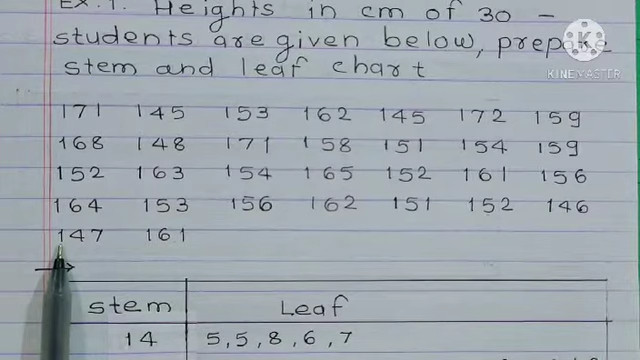 Ex.1. Heights in cm of 30 -
students are given below, prepare
stem and leaf chart
KINEMASTER
171 145 153 162 145 172 159
168 148 171 158 151 154 159
152 163 154 165 152 161 156
164 153 156 162 151 152 146
147 161
stem Leaf
14 5,5,8,6,7